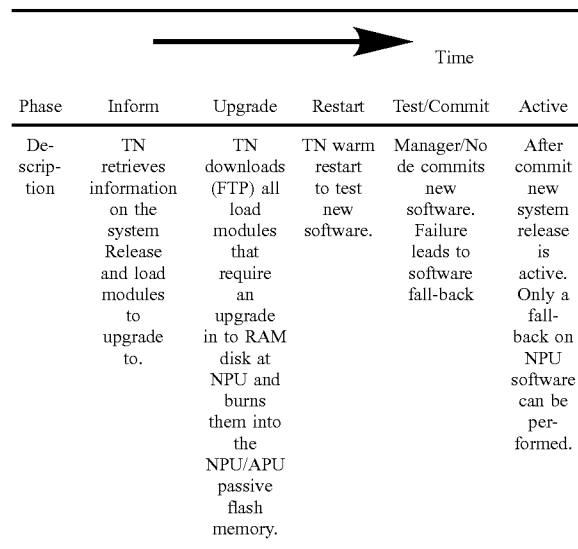 Time
Phase Inform Upgrade Restart Test/Commit Active
De-
scrip-
tion
TN
retrieves
information
on the
system
Release
and load
modules
to
upgrade
to.
TN
downloads
(FTP) all
load
modules
that
require
an
upgrade
in to RAM
disk at
NPU and
burns
them into
the
NPU/APU
passive
flash
memory.
TN warm
restart
to test
new
software.
Manager/No
de commits
new
software.
Failure
leads to
software
fall-back
After
commit
new
system
release
is
active.
Only a
fall-
back on
NPU
software
can be
per-
formed.